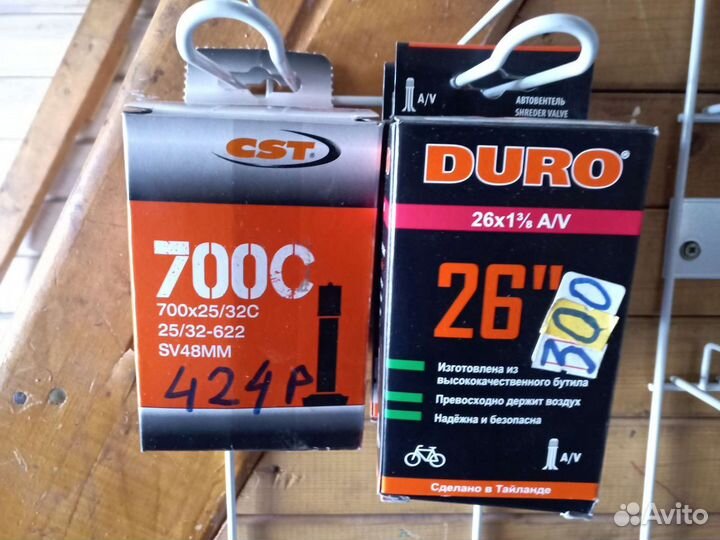 CST
700C
700x25/32C
25/32-622
SV48MM
424р
A/V
АВТОВЕНТЕЛЬ
SHREDER VALVE
DURO
26x1⅜ A/V
26"
300
Изготовлена из
высококачественного бутила
Превосходно держит воздух
Надёжна и безопасна
A/V
Сделано в Тайланде
Avito